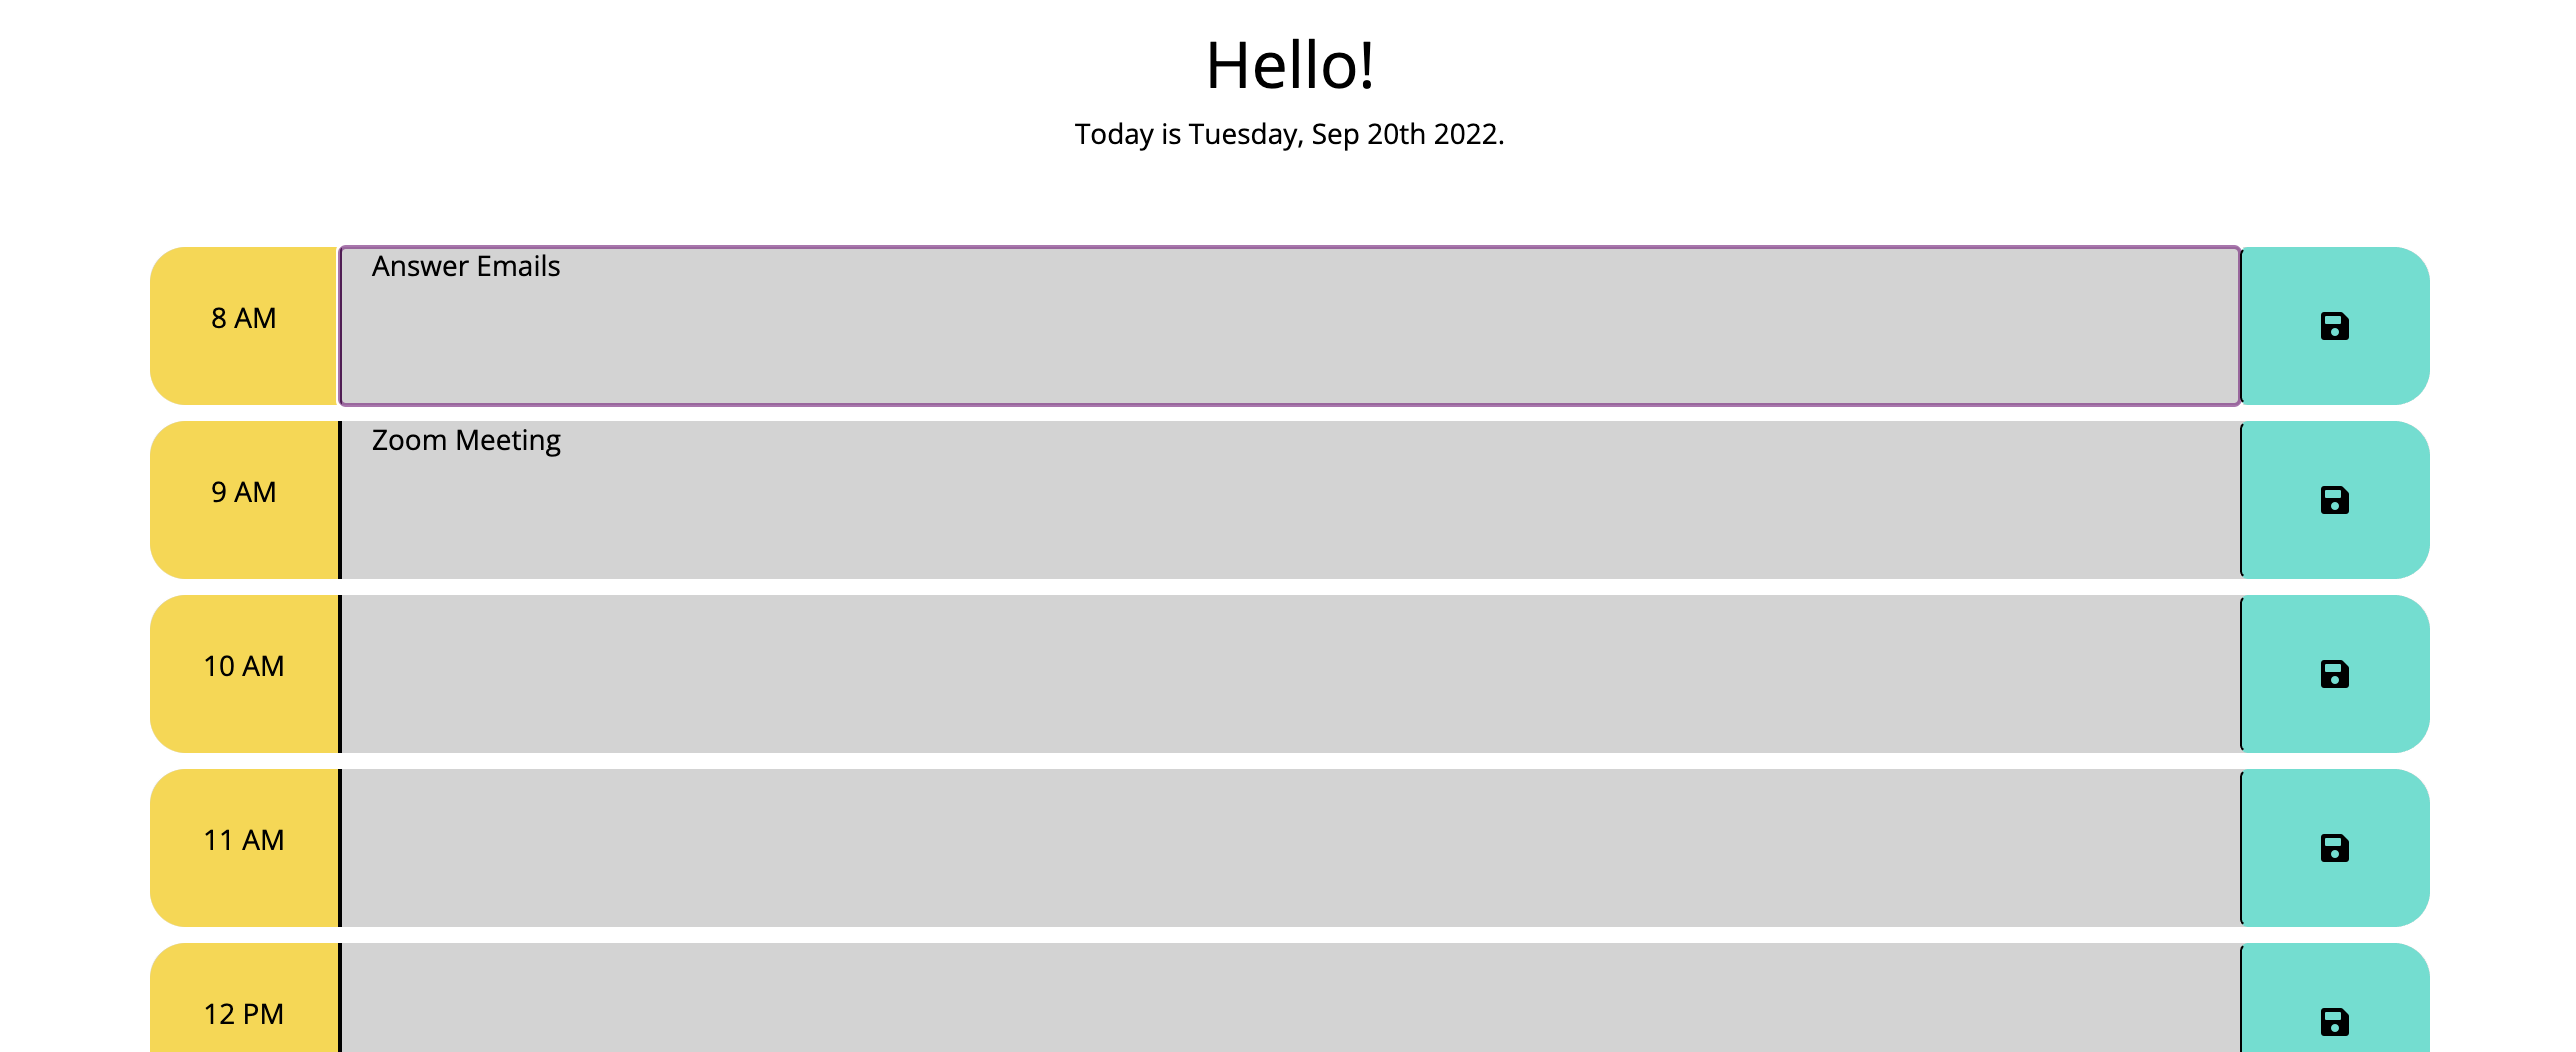 Hello!
Today is Tuesday, Sep 20th 2022.
8 AM
Answer Emails
9 AM
Zoom Meeting
10 AM
11 AM
12 PM